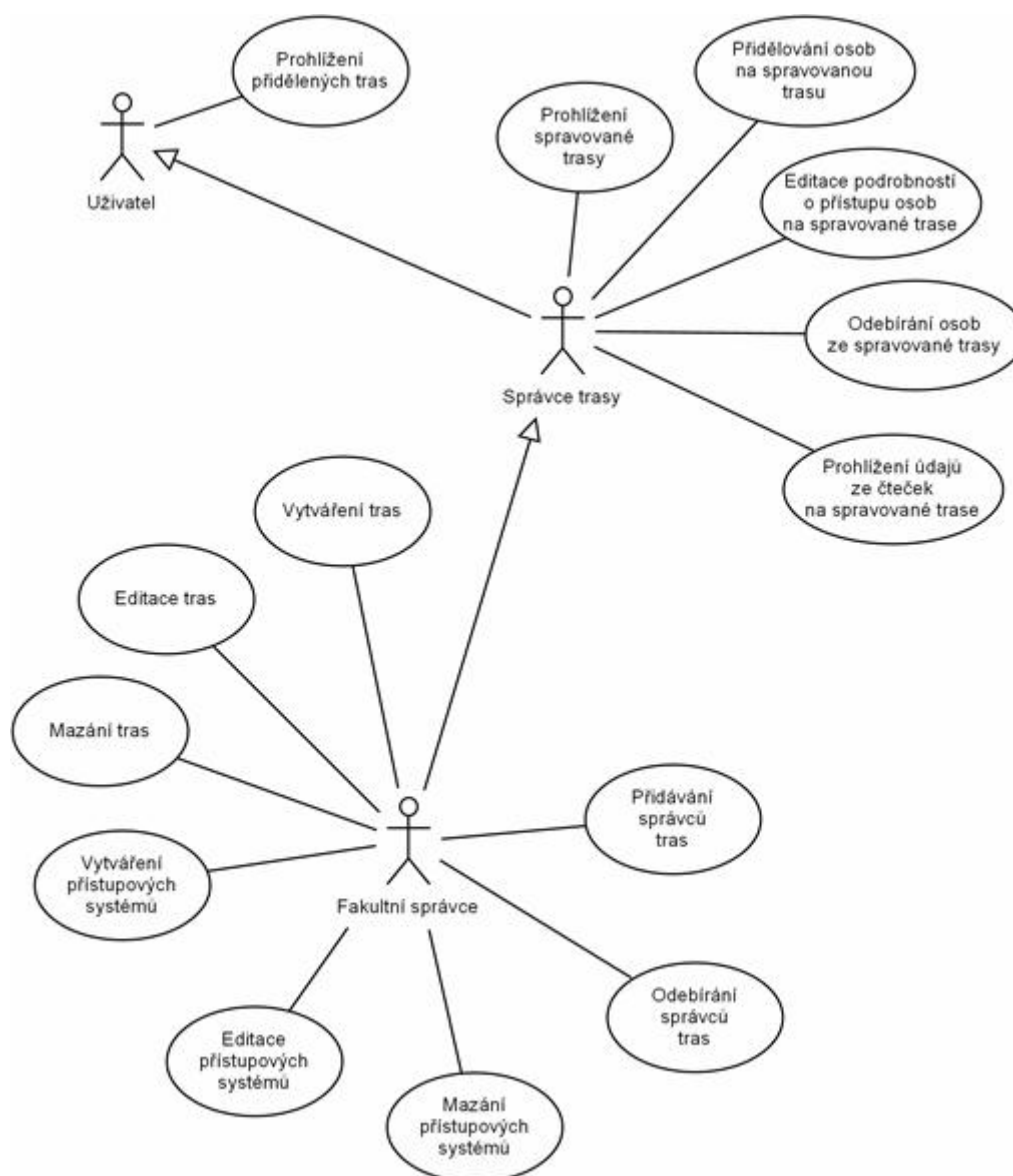 Prohlížení
přidělených tras
Uživatel
Prohlížení
spravované
trasy
Přidělování osob
na spravovanou
trasu
Editace podrobností
o přístupu osob
na spravované trase
Odebírání osob
ze spravované trasy
Prohlížení údajů
ze čteček
na spravované trase
Správce trasy
Vytváření tras
Editace tras
Mazání tras
Vytváření
přístupových
systémů
Fakultní správce
Přidávání
správců
tras
Odebírání
správců
tras
Editace
přístupových
systémů
Mazání
přístupových
systémů